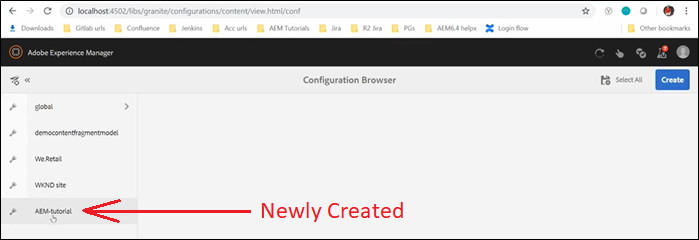 localhost:4502/libs/granite/configurations/content/view.html/conf
Downloads Gitlab urls Confluence Jenkins Acc urls AEM Tutorials Jira R2 Jira PGs AEM6.4 helpx Login flow » Other bookmarks
Adobe Experience Manager
« Configuration Browser Select All Create
global
democontentfragmentmodel
We.Retail
WKND site
AEM-tutorial
Newly Created